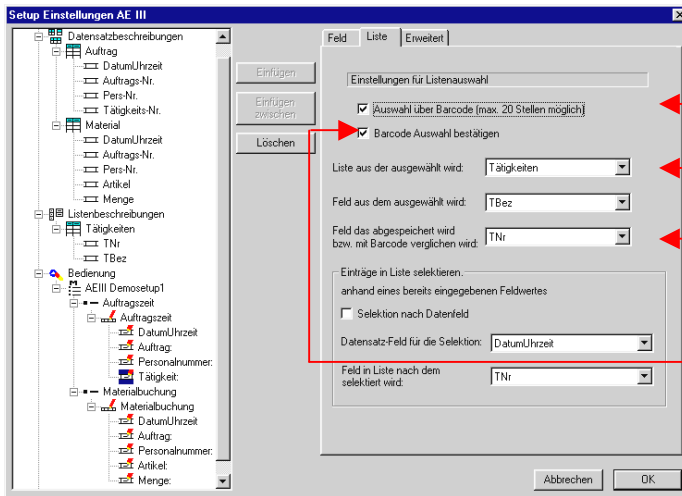 Setup Einstellungen AE III
Datensatzbeschreibungen
Auftrag
DatumUhrzeit
Auftrags-Nr.
Pers-Nr.
Tätigkeits-Nr.
Material
DatumUhrzeit
Auftrags-Nr.
Pers-Nr.
Artikel
Menge
Listenbeschreibungen
Tätigkeiten
TNr
TBez
Bedienung
AEIII Demosetup1
Auftragszeit
Auftragszeit
DatumUhrzeit
Auftrag:
Personalnummer:
Tätigkeit:
Materialbuchung
Materialbuchung
DatumUhrzeit
Auftrag:
Personalnummer:
Artikel:
Menge:
Einfügen
Einfügen
zwischen
Löschen
Feld Liste Erweitert
Einstellungen für Listenauswahl
Auswahl über Barcode (max. 20 Stellen möglich)
Barcode Auswahl bestätigen
Liste aus der ausgewählt wird: Tätigkeiten
Feld aus dem ausgewählt wird: TBez
Feld das abgespeichert wird
bzw. mit Barcode verglichen wird: TNr
Einträge in Liste selektieren.
anhand eines bereits eingegebenen Feldwertes
Selektion nach Datenfeld
Datensatz-Feld für die Selektion: DatumUhrzeit
Feld in Liste nach dem
selektiert wird: TNr
Abbrechen OK